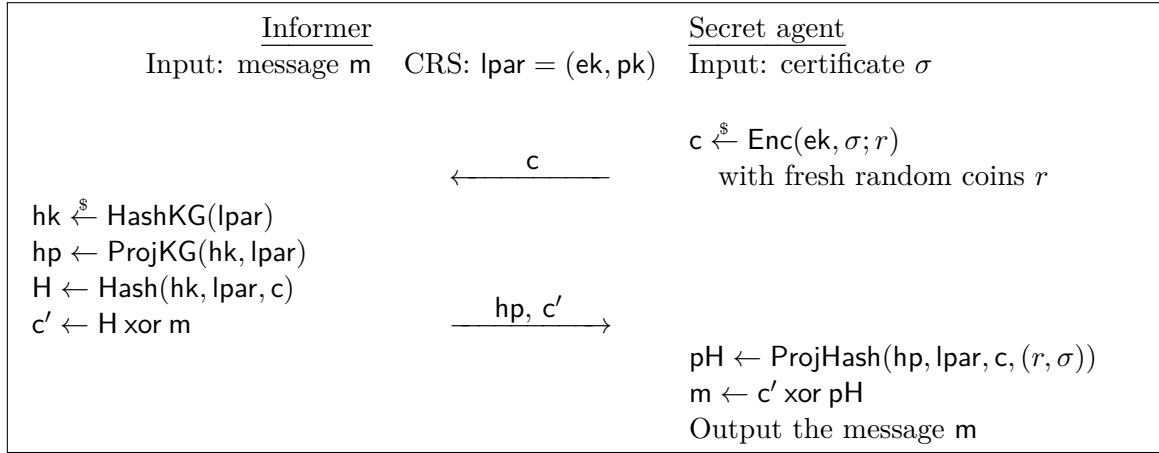 Informer Secret agent
Input: message m CRS: lpar = (ek, pk) Input: certificate σ
c ←$ Enc(ek, σ; r)
c
with fresh random coins r
hk ←$ HashKG(lpar)
hp ← ProjKG(hk, lpar)
H ← Hash(hk, lpar, c)
hp, c′
c′ ← H xor m
pH ← ProjHash(hp, lpar, c, (r, σ))
m ← c′ xor pH
Output the message m